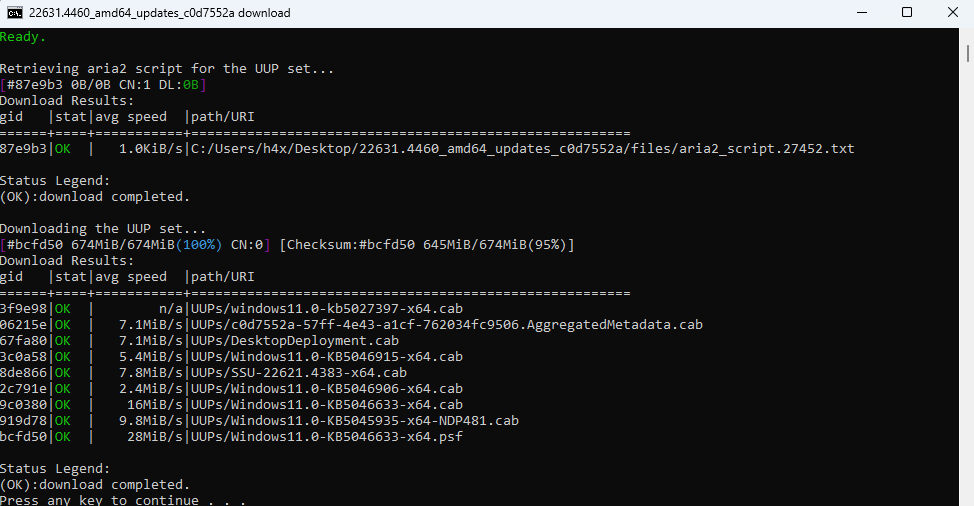 22631.4460_amd64_updates_c0d7552a download
Ready.
Retrieving aria2 script for the UUP set...
[#87e9b3 0B/0B CN:1 DL:0B]
Download Results:
gid   |stat|avg speed  |path/URI
======+====+===========+=======================================================
87e9b3|OK  |   1.0KiB/s|C:/Users/h4x/Desktop/22631.4460_amd64_updates_c0d7552a/files/aria2_script.27452.txt
Status Legend:
(OK):download completed.
Downloading the UUP set...
[#bcfd50 674MiB/674MiB(100%) CN:0] [Checksum:#bcfd50 645MiB/674MiB(95%)]
Download Results:
gid   |stat|avg speed  |path/URI
======+====+===========+=======================================================
3f9e98|OK  |        n/a|UUPs/windows11.0-kb5027397-x64.cab
06215e|OK  |   7.1MiB/s|UUPs/c0d7552a-57ff-4e43-a1cf-762034fc9506.AggregatedMetadata.cab
67fa80|OK  |   7.1MiB/s|UUPs/DesktopDeployment.cab
3c0a58|OK  |   5.4MiB/s|UUPs/Windows11.0-KB5046915-x64.cab
8de866|OK  |   7.8MiB/s|UUPs/SSU-22621.4383-x64.cab
2c791e|OK  |   2.4MiB/s|UUPs/Windows11.0-KB5046906-x64.cab
9c0380|OK  |    16MiB/s|UUPs/Windows11.0-KB5046633-x64.cab
919d78|OK  |   9.8MiB/s|UUPs/Windows11.0-KB5045935-x64-NDP481.cab
bcfd50|OK  |    28MiB/s|UUPs/Windows11.0-KB5046633-x64.psf
Status Legend:
(OK):download completed.
Press any key to continue . . .